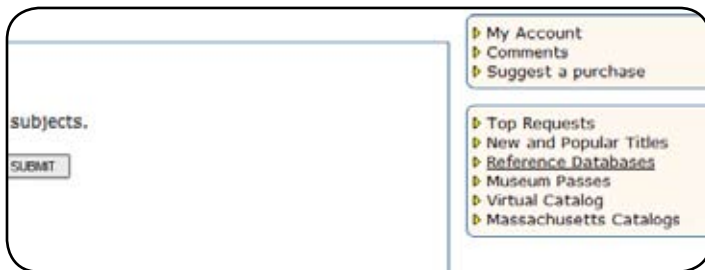 subjects.
SUBMIT
My Account
Comments
Suggest a purchase
Top Requests
New and Popular Titles
Reference Databases
Museum Passes
Virtual Catalog
Massachusetts Catalogs